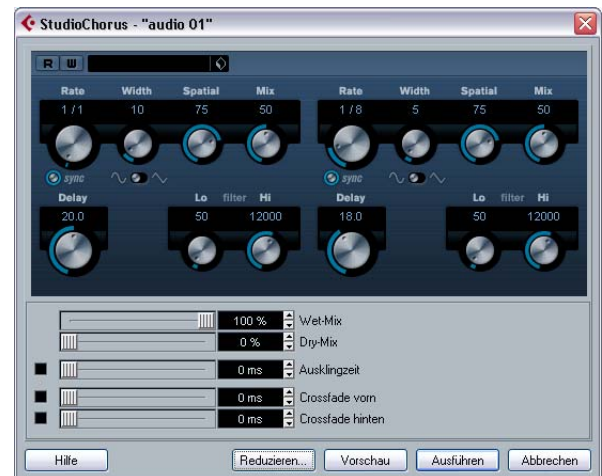 StudioChorus - "audio 01"
R W
Rate Width Spatial Mix Rate Width Spatial Mix
1/1 10 75 50 1/8 5 75 50
sync sync
Delay Lo filter Hi Delay Lo filter Hi
20.0 50 12000 18.0 50 12000
100 % Wet-Mix
0 % Dry-Mix
0 ms Ausklingzeit
0 ms Crossfade vorn
0 ms Crossfade hinten
Hilfe Reduzieren... Vorschau Ausführen Abbrechen